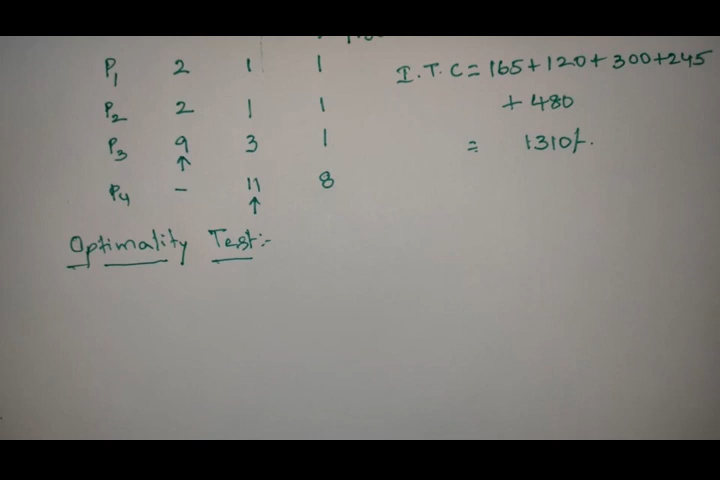 P1 2 1 1
P2 2 1 1
P3 9 3 1
↑
P4 - 11 8
↑
I.T.C = 165+120+300+245
+ 480
= 1310/-
Optimality Test:-